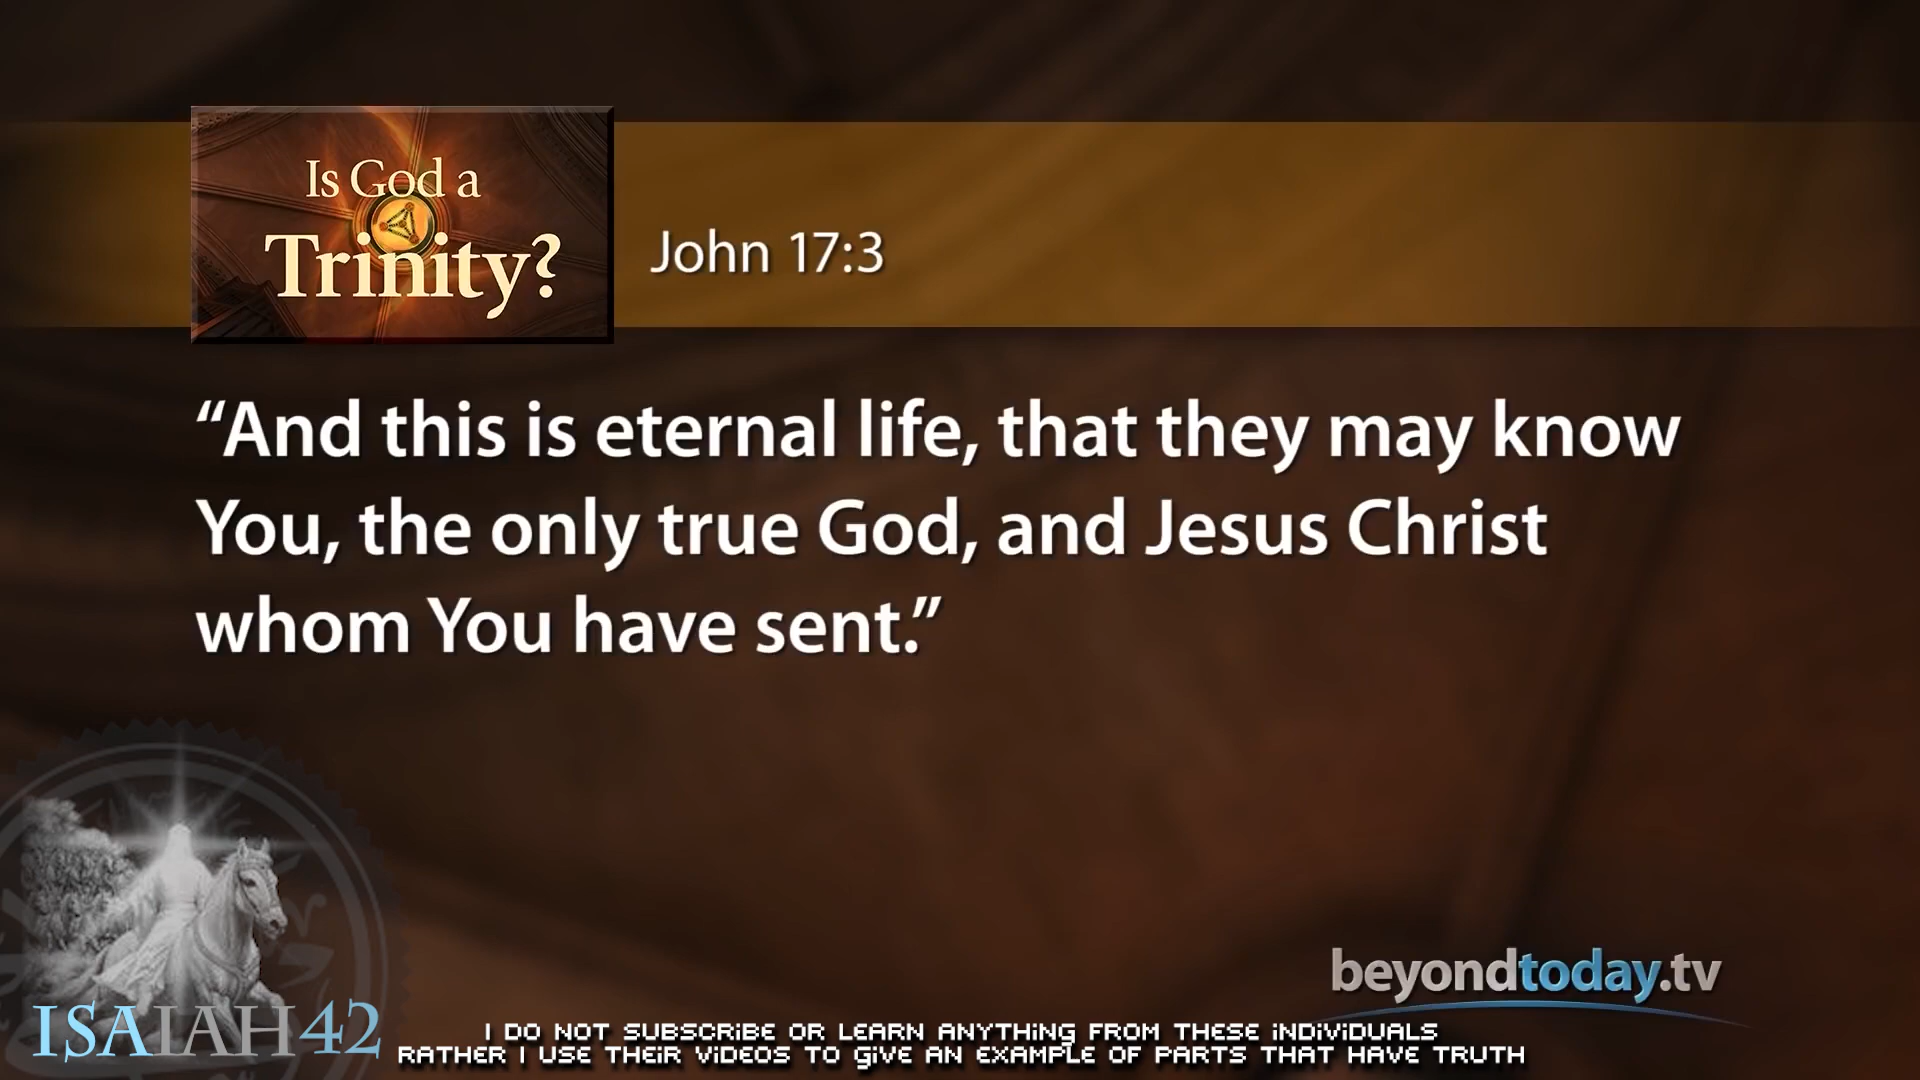 Is God a
Trinity?
John 17:3
“And this is eternal life, that they may know
You, the only true God, and Jesus Christ
whom You have sent.”
beyondtoday.tv
ISAIAH 42
I DO NOT SUBSCRIBE OR LEARN ANYTHING FROM THESE INDIVIDUALS
RATHER I USE THEIR VIDEOS TO GIVE AN EXAMPLE OF PARTS THAT HAVE TRUTH